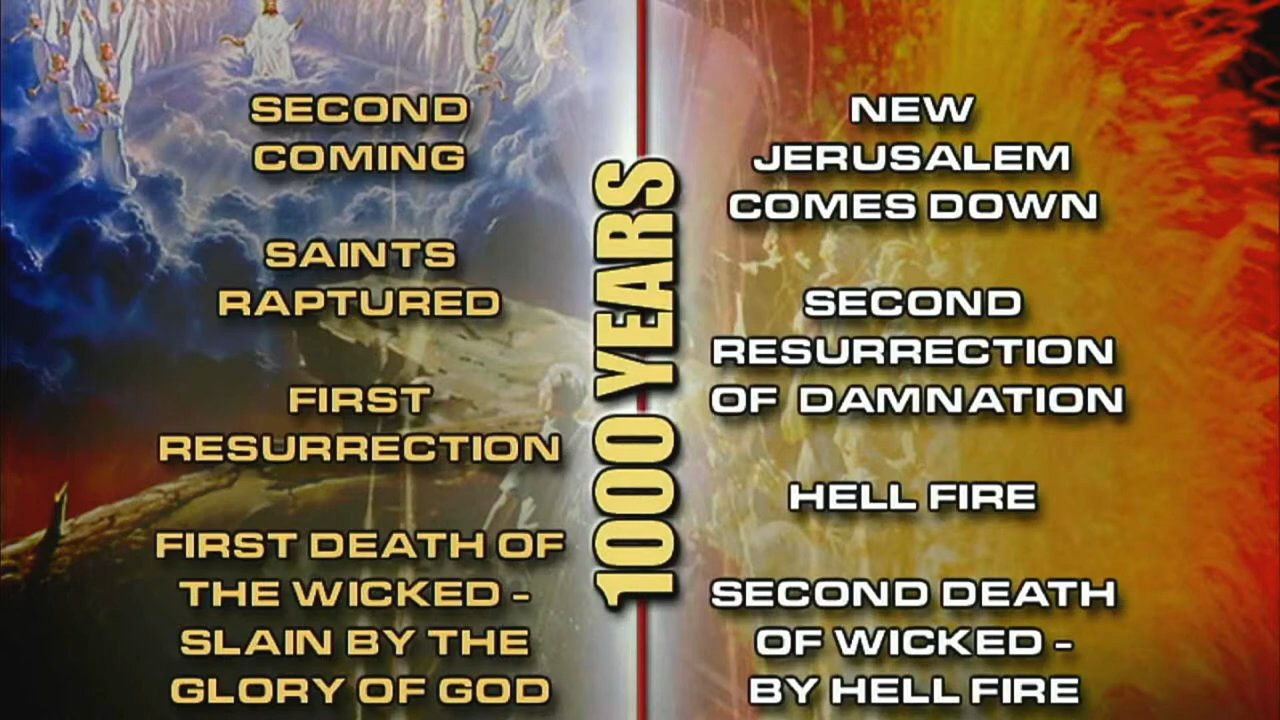 SECOND
COMING
SAINTS
RAPTURED
FIRST
RESURRECTION
FIRST DEATH OF
THE WICKED -
SLAIN BY THE
GLORY OF GOD
1000 YEARS
NEW
JERUSALEM
COMES DOWN
SECOND
RESURRECTION
OF DAMNATION
HELL FIRE
SECOND DEATH
OF WICKED -
BY HELL FIRE